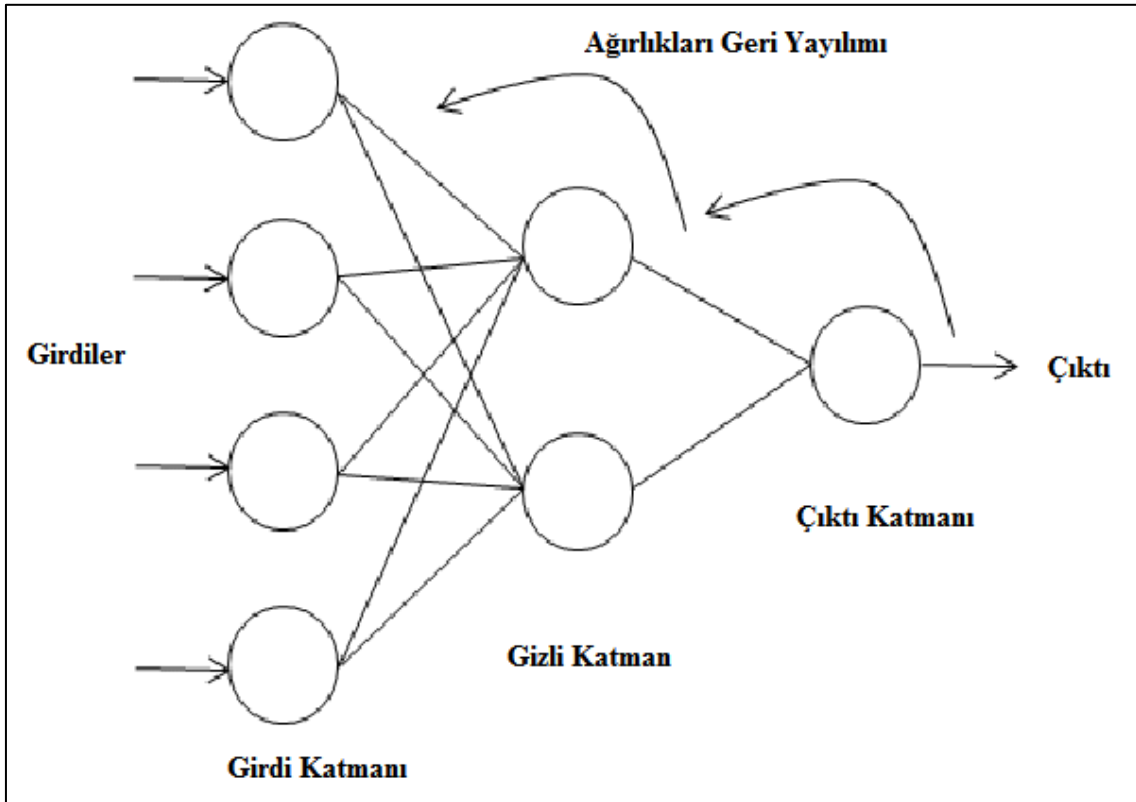 Ağırlıkları Geri Yayılımı
Girdiler
Çıktı
Çıktı Katmanı
Gizli Katman
Girdi Katmanı